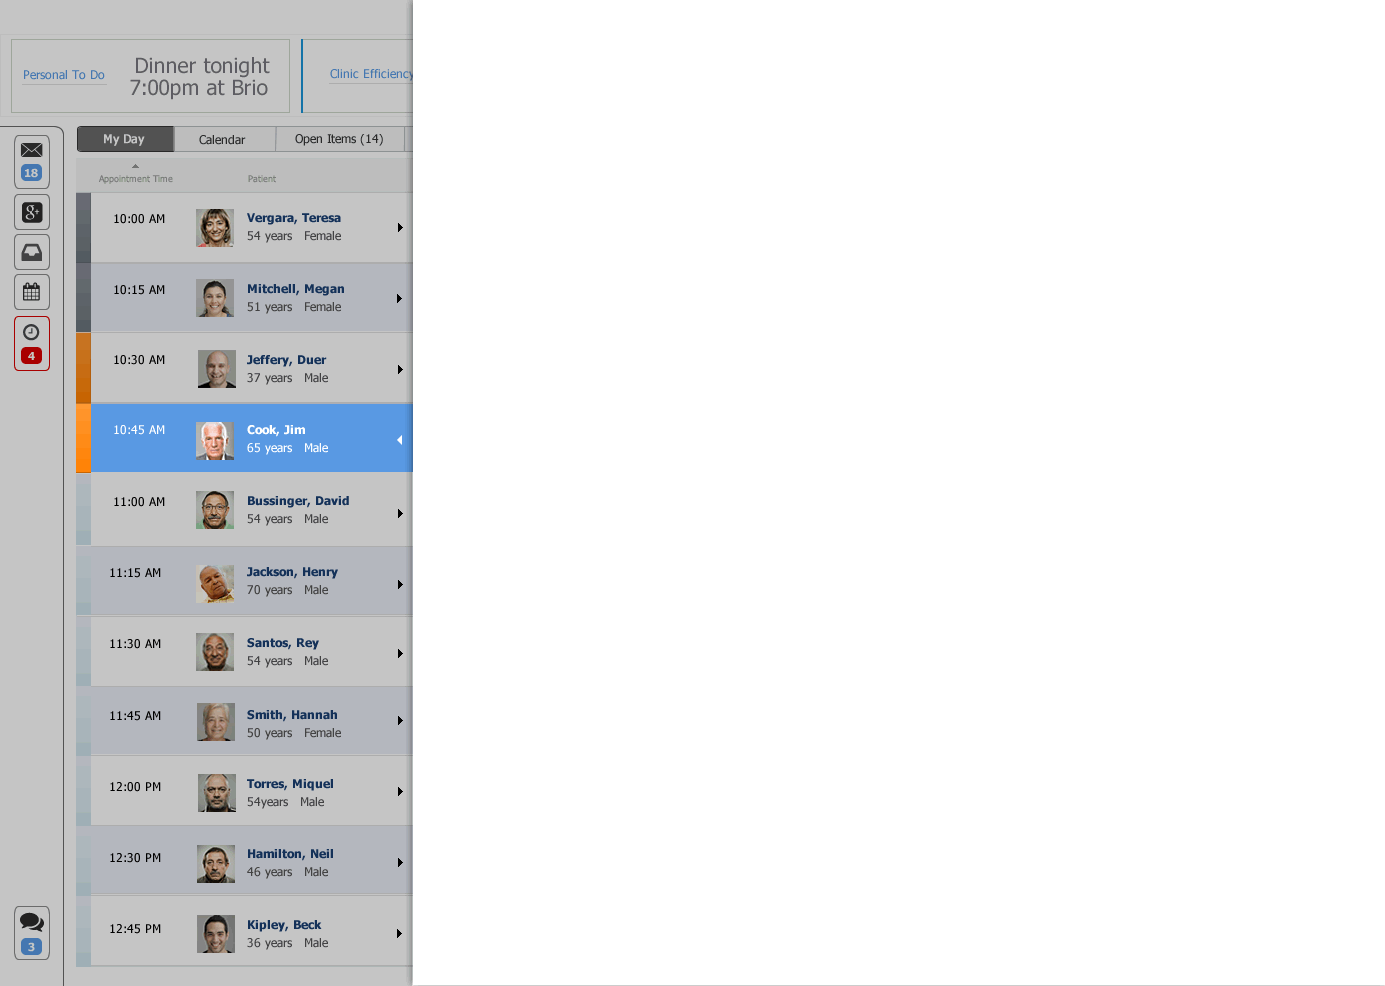 Personal To Do
Dinner tonight
7:00pm at Brio
Clinic Efficiency
My Day
Calendar
Open Items (14)
18
g+
4
3
Appointment Time
Patient
10:00 AM
Vergara, Teresa
54 years Female
10:15 AM
Mitchell, Megan
51 years Female
10:30 AM
Jeffery, Duer
37 years Male
10:45 AM
Cook, Jim
65 years Male
11:00 AM
Bussinger, David
54 years Male
11:15 AM
Jackson, Henry
70 years Male
11:30 AM
Santos, Rey
54 years Male
11:45 AM
Smith, Hannah
50 years Female
12:00 PM
Torres, Miquel
54years Male
12:30 PM
Hamilton, Neil
46 years Male
12:45 PM
Kipley, Beck
36 years Male